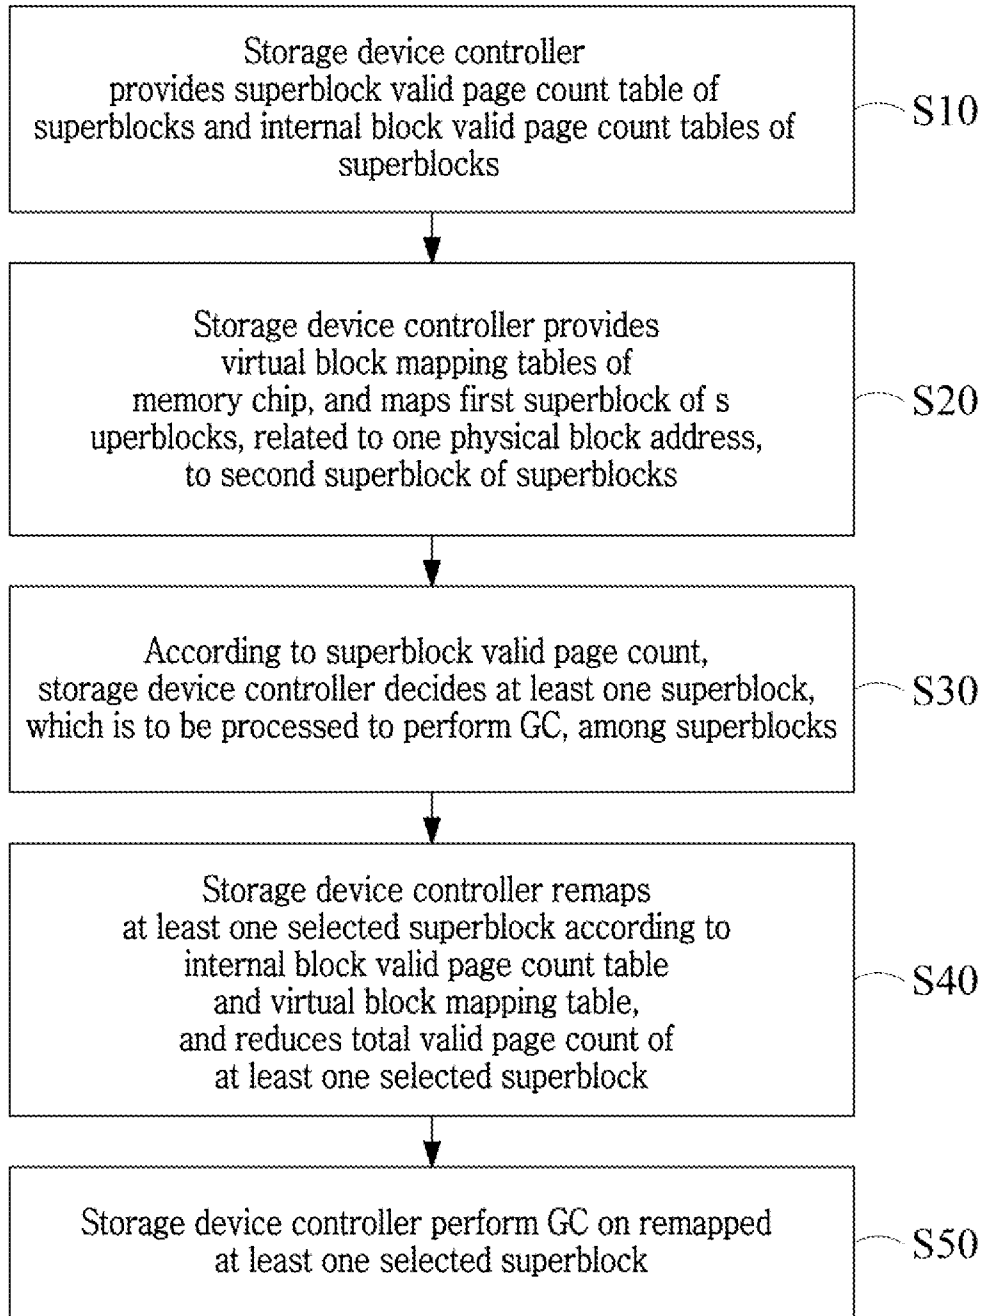 Storage device controller
provides superblock valid page count table of
superblocks and internal block valid page count tables of
superblocks
S10
Storage device controller provides
virtual block mapping tables of
memory chip, and maps first superblock of s
uperblocks, related to one physical block address,
to second superblock of superblocks
S20
According to superblock valid page count,
storage device controller decides at least one superblock,
which is to be processed to perform GC, among superblocks
S30
Storage device controller remaps
at least one selected superblock according to
internal block valid page count table
and virtual block mapping table,
and reduces total valid page count of
at least one selected superblock
S40
Storage device controller perform GC on remapped
at least one selected superblock
S50